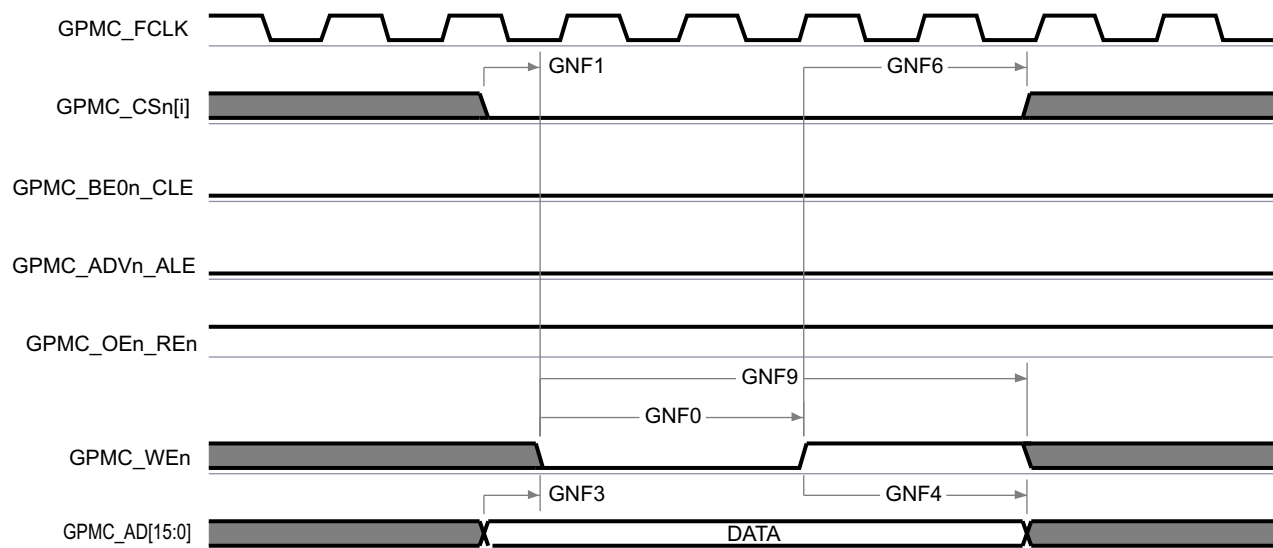 GPMC_FCLK
GNF1
GNF6
GPMC_CSn[i]
GPMC_BE0n_CLE
GPMC_ADVn_ALE
GPMC_OEn_REn
GNF9
GNF0
GPMC_WEn
GNF3
GNF4
GPMC_AD[15:0]
DATA